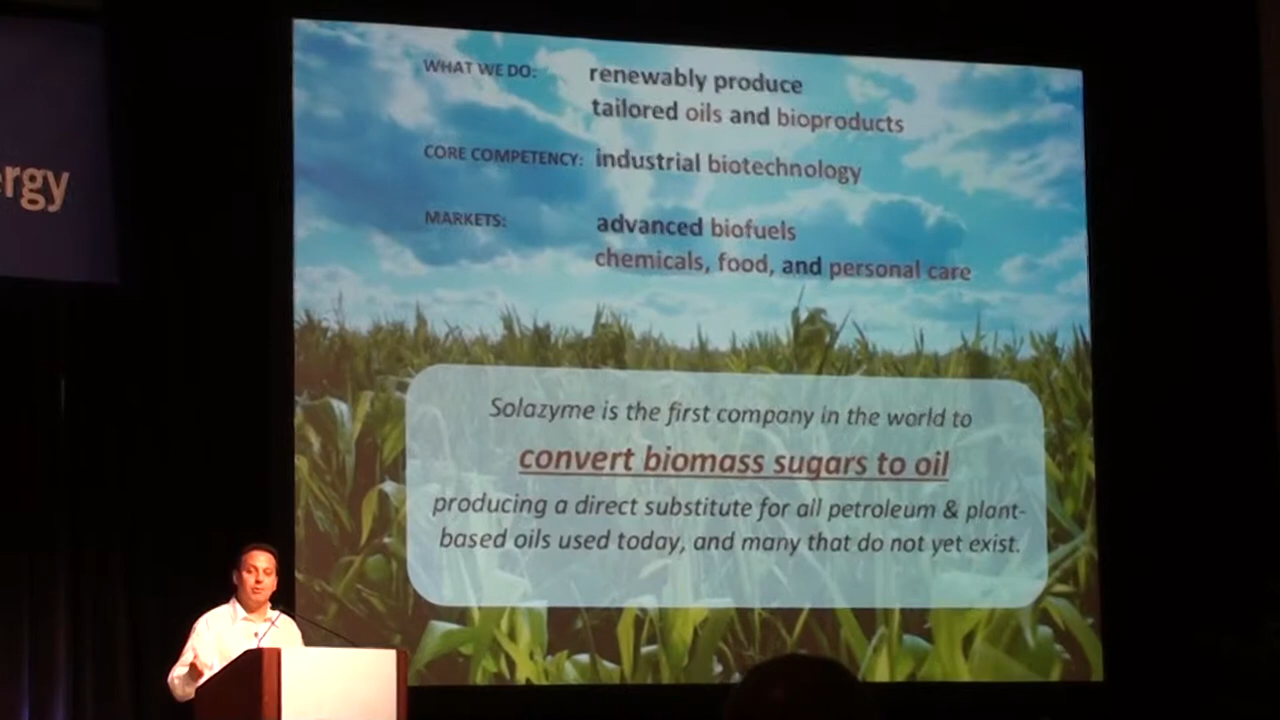 rgy
WHAT WE DO: renewably produce
tailored oils and bioproducts
CORE COMPETENCY: industrial biotechnology
MARKETS: advanced biofuels
chemicals, food, and personal care
Solazyme is the first company in the world to
convert biomass sugars to oil
producing a direct substitute for all petroleum & plant-
based oils used today, and many that do not yet exist.